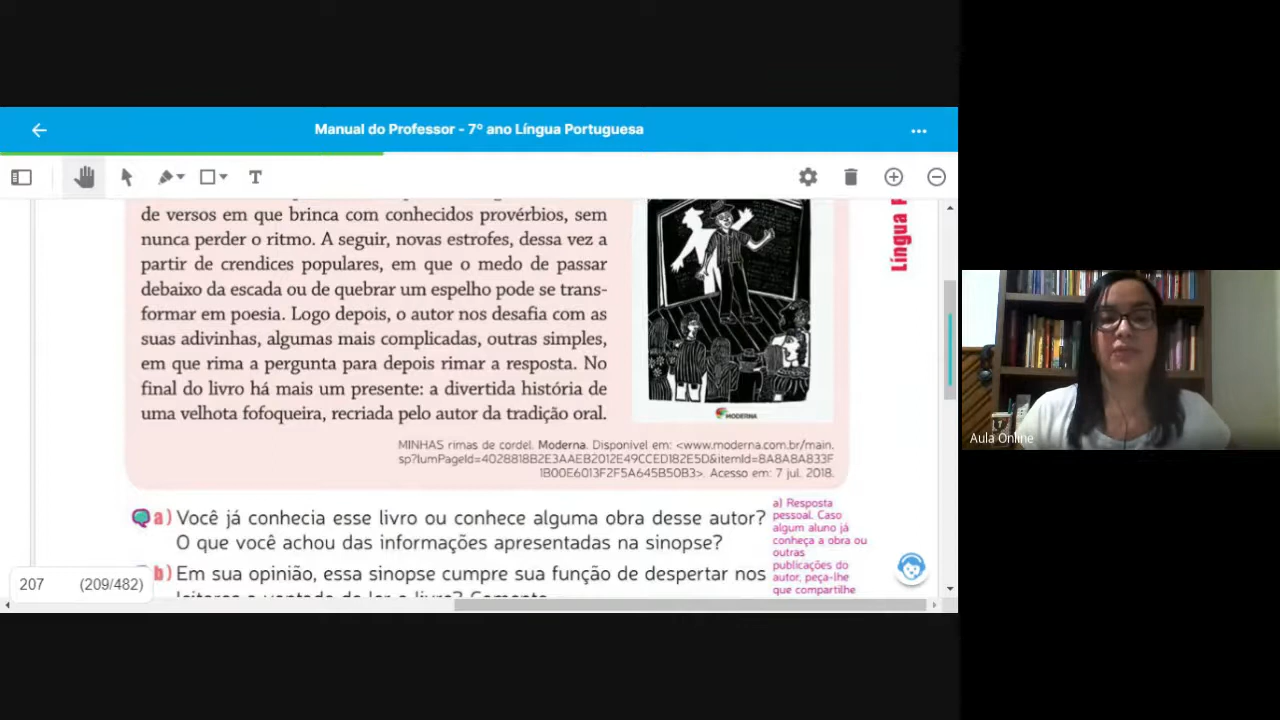 Manual do Professor - 7º ano Língua Portuguesa
T
de versos em que brinca com conhecidos provérbios, sem
nunca perder o ritmo. A seguir, novas estrofes, dessa vez a
partir de crendices populares, em que o medo de passar
debaixo da escada ou de quebrar um espelho pode se trans-
formar em poesia. Logo depois, o autor nos desafia com as
suas adivinhas, algumas mais complicadas, outras simples,
em que rima a pergunta para depois rimar a resposta. No
final do livro há mais um presente: a divertida história de
uma velhota fofoqueira, recriada pelo autor da tradição oral.
MODERNA
MINHAS rimas de cordel. Moderna. Disponível em: <www.moderna.com.br/main.
sp?lumPageId=4028818B2E3AAEB2012E49CCED182E5D&itemId=8A8A8A833F
1B00E6013F2F5A645B50B3>. Acesso em: 7 jul. 2018.
a) Você já conhecia esse livro ou conhece alguma obra desse autor?
O que você achou das informações apresentadas na sinopse?
b) Em sua opinião, essa sinopse cumpre sua função de despertar nos
leitores a vontade de ler o livro? Comente.
a) Resposta
pessoal. Caso
algum aluno já
conheça a obra ou
outras
publicações do
autor, peça-lhe
que compartilhe
Língua
207 (209/482)
Aula Online